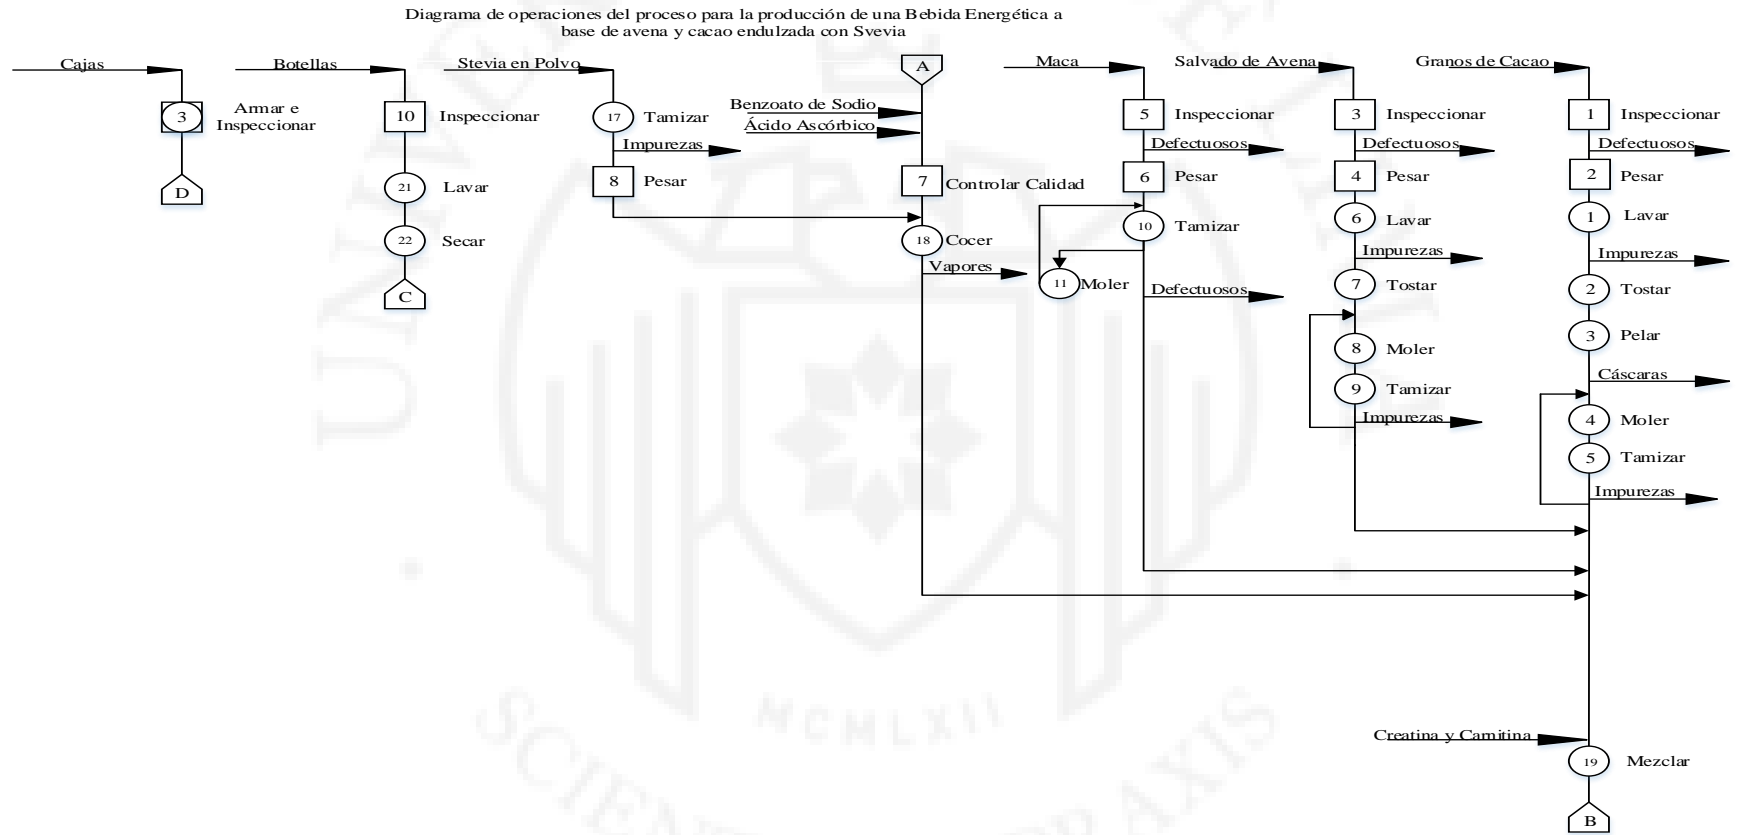 Diagrama de operaciones del proceso para la producción de una Bebida Energética a
base de avena y cacao endulzada con Svevia
Cajas
3
Armar e
Inspeccionar
D
Botellas
10
Inspeccionar
21
Lavar
22
Secar
C
Stevia en Polvo
17
Tamizar
Impurezas
8
Pesar
A
Benzoato de Sodio
Ácido Ascórbico
7
Controlar Calidad
18
Cocer
Vapores
Maca
5
Inspeccionar
Defectuosos
6
Pesar
10
Tamizar
11
Moler
Defectuosos
Salvado de Avena
3
Inspeccionar
Defectuosos
4
Pesar
6
Lavar
Impurezas
7
Tostar
8
Moler
9
Tamizar
Impurezas
Granos de Cacao
1
Inspeccionar
Defectuosos
2
Pesar
1
Lavar
Impurezas
2
Tostar
3
Pelar
Cáscaras
4
Moler
5
Tamizar
Impurezas
Creatina y Carnitina
19
Mezclar
B
MCMLXII